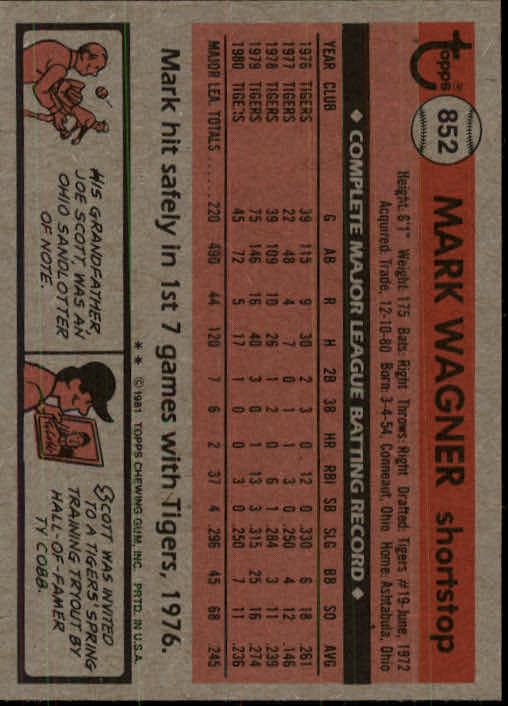 Topps
852
MARK WAGNER shortstop
Height: 6'1" Weight: 175 Bats: Right Throws: Right Drafted: Tigers #19-June, 1972
Acquired: Trade, 12-10-80 Born: 3-4-54, Conneaut, Ohio Home: Ashtabula, Ohio
◆ COMPLETE MAJOR LEAGUE BATTING RECORD ◆
YEAR CLUB G AB R H 2B 3B HR RBI SB SLG BB SO AVG
1976 TIGERS 39 115 9 30 2 3 0 12 0 .330 6 18 .261
1977 TIGERS 22 48 4 7 0 1 1 3 0 .250 4 12 .146
1978 TIGERS 39 109 10 26 1 2 0 6 1 .284 3 11 .239
1979 TIGERS 75 146 16 40 3 0 1 13 3 .315 25 16 .274
1980 TIGERS 45 72 5 17 1 0 0 3 0 .250 7 11 .236
MAJOR LEA. TOTALS ...... 220 490 44 120 7 6 2 37 4 .296 45 68 .245
Mark hit safely in 1st 7 games with Tigers, 1976.
** ©1981 TOPPS CHEWING GUM, INC. PRTD. IN U.S.A.
HIS GRANDFATHER,
JOE SCOTT, WAS AN
OHIO SANDLOTTER
OF NOTE.
SCOTT WAS INVITED
TO A TIGERS' SPRING
TRAINING TRYOUT BY
HALL-OF-FAMER
TY COBB.